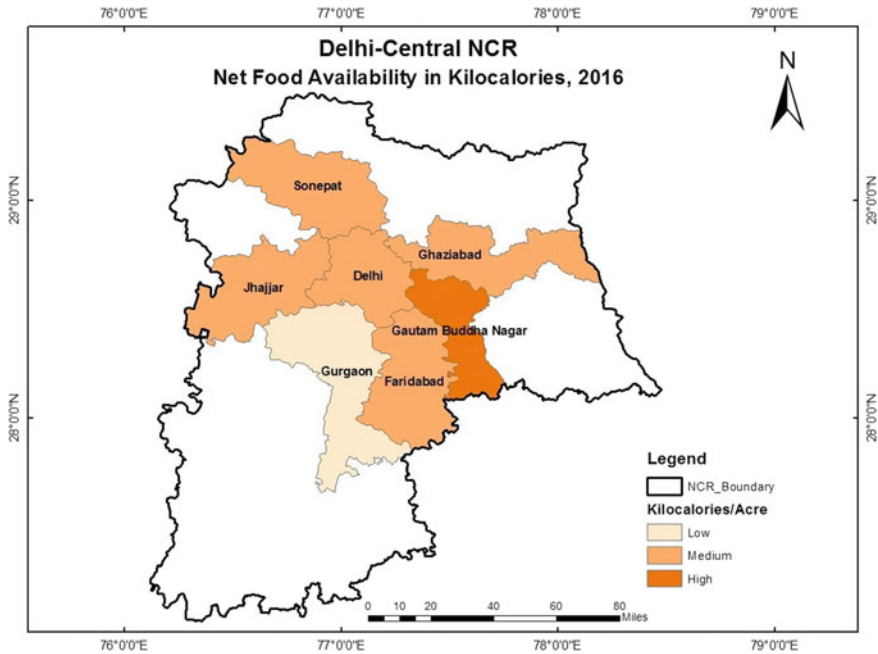 76°0'0"E 77°0'0"E 78°0'0"E 79°0'0"E
Delhi-Central NCR
Net Food Availability in Kilocalories, 2016
N
29°0'0"N
29°0'0"N
Sonepat
Ghaziabad
Delhi
Jhajjar
Gautam Buddha Nagar
Gurgaon
Faridabad
28°0'0"N
28°0'0"N
Legend
NCR_Boundary
Kilocalories/Acre
Low
Medium
High
0 5 10 20 40 60 80
Miles
76°0'0"E 77°0'0"E 78°0'0"E 79°0'0"E